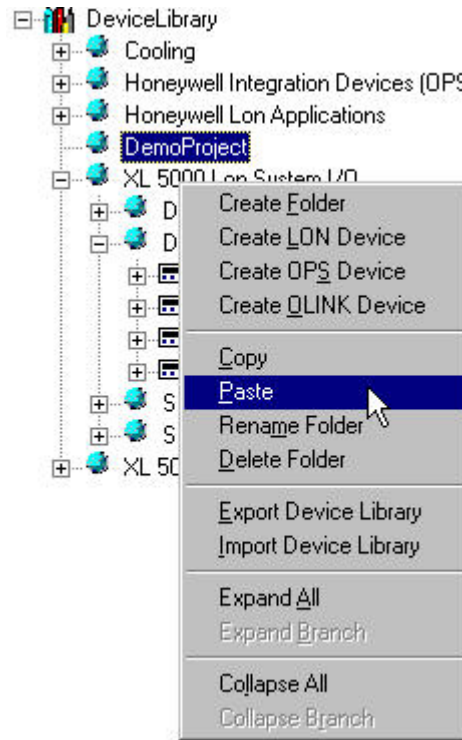 DeviceLibrary
Cooling
Honeywell Integration Devices (OPS
Honeywell Lon Applications
DemoProject
XL 5000 Lon System I/O
D
D
S
S
XL 50
Create Folder
Create LON Device
Create OPS Device
Create OLINK Device
Copy
Paste
Rename Folder
Delete Folder
Export Device Library
Import Device Library
Expand All
Expand Branch
Collapse All
Collapse Branch